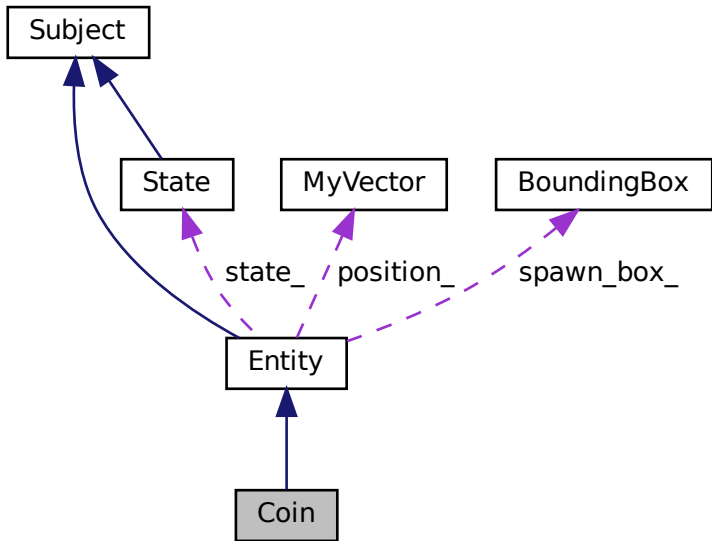 Subject
State
MyVector
BoundingBox
state_
position_
spawn_box_
Entity
Coin